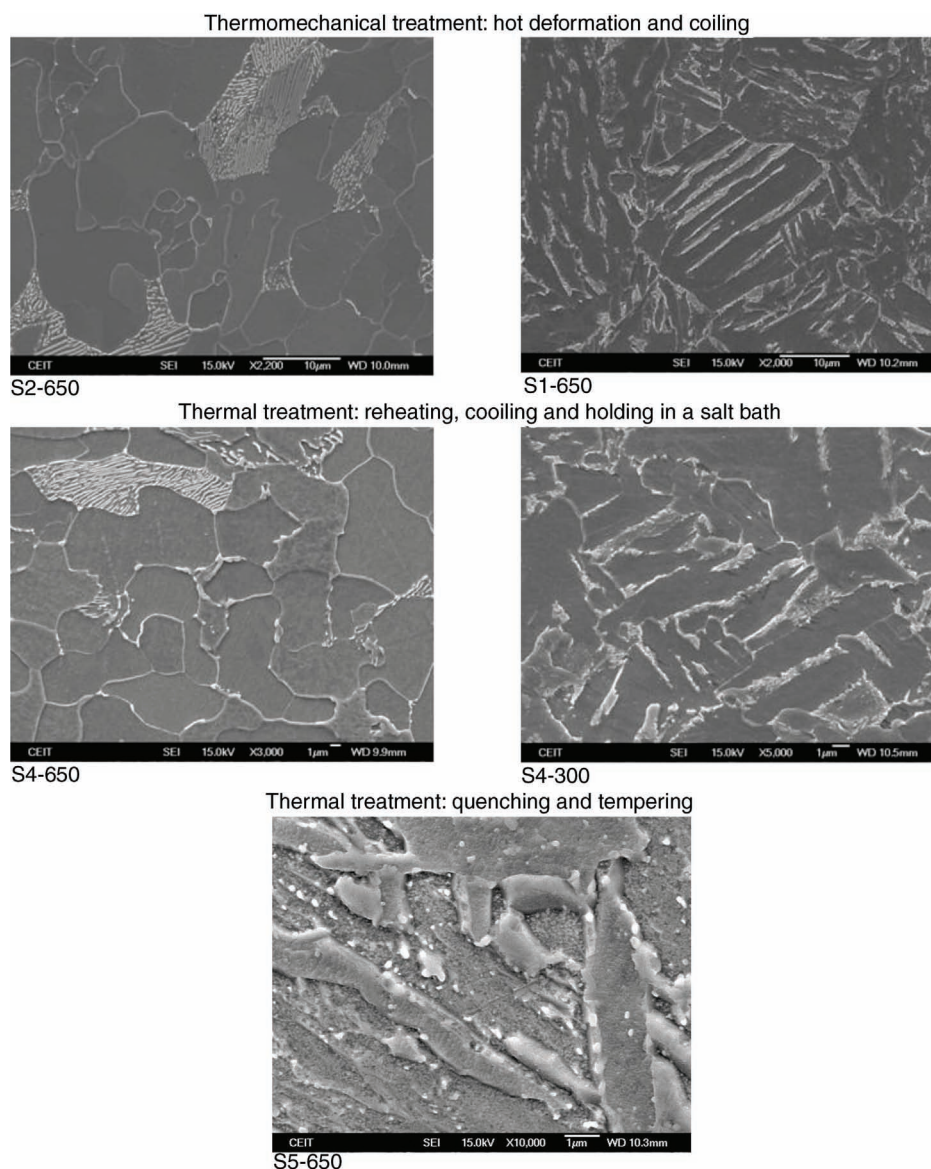 Thermomechanical treatment: hot deformation and coiling
CEIT SEI 15.0kV X2,200 10μm WD 10.0mm
S2-650
CEIT SEI 15.0kV X2,000 10μm WD 10.2mm
S1-650
Thermal treatment: reheating, cooiling and holding in a salt bath
CEIT SEI 15.0kV X3,000 1μm WD 9.9mm
S4-650
CEIT SEI 15.0kV X5,000 1μm WD 10.5mm
S4-300
Thermal treatment: quenching and tempering
CEIT SEI 15.0kV X10,000 1μm WD 10.3mm
S5-650